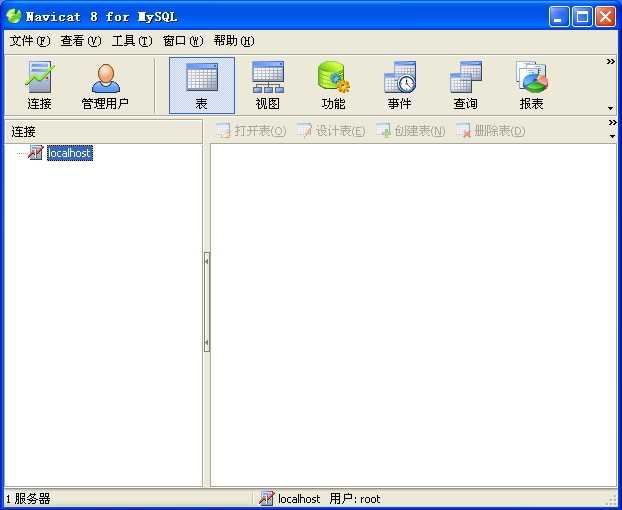 Navicat 8 for MySQL
文件(F) 查看(V) 工具(T) 窗口(W) 帮助(H)
连接 管理用户 表 视图 功能 事件 查询 报表
连接
打开表(O) 设计表(E) 创建表(N) 删除表(D)
localhost
1 服务器 localhost 用户: root